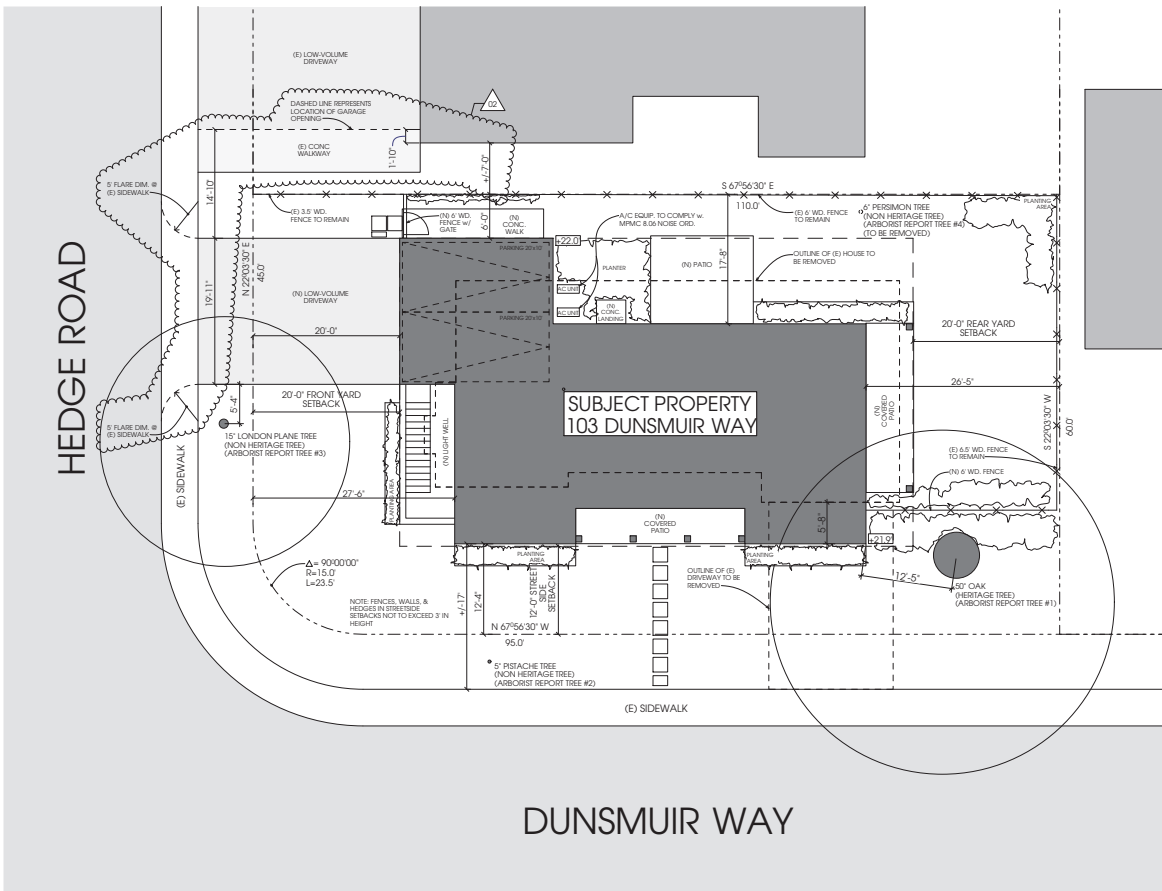 (E) LOW-VOLUME
DRIVEWAY
DASHED LINE REPRESENTS
LOCATION OF GARAGE
OPENING
02
(E) CONC
WALKWAY
1'-10"
+/-7'-0"
5' FLARE DIM. @
(E) SIDEWALK
14'-10"
S 67°56'30" E
110.0'
(E) 3.5' WD.
FENCE TO REMAIN
(N) 6' WD.
FENCE w/
GATE
6'-0"
(N)
CONC.
WALK
A/C EQUIP. TO COMPLY w.
MPMC 8.06 NOISE ORD.
(E) 6' WD. FENCE
TO REMAIN
6" PERSIMON TREE
(NON HERITAGE TREE)
(ARBORIST REPORT TREE #4)
(TO BE REMOVED)
PLANTING
AREA
+22.0'
PARKING 20'x10'
PLANTER
(N) PATIO
17'-8"
OUTLINE OF (E) HOUSE TO
BE REMOVED
N 22°03'30" E
45.0'
19'-11"
(N) LOW-VOLUME
DRIVEWAY
AC UNIT
AC UNIT
(N)
CONC.
LANDING
PARKING 20'x10'
20'-0"
20'-0" REAR YARD
SETBACK
26'-5"
HEDGE ROAD
20'-0" FRONT YARD
SETBACK
5'-4"
5' FLARE DIM. @
(E) SIDEWALK
15" LONDON PLANE TREE
(NON HERITAGE TREE)
(ARBORIST REPORT TREE #3)
SUBJECT PROPERTY
103 DUNSMUIR WAY
(N) LIGHT WELL
(N)
COVERED
PATIO
S 22°03'30" W
60.0'
(E) 6.5' WD. FENCE
TO REMAIN
(N) 6' WD. FENCE
(E) SIDEWALK
PLANTING AREA
27'-6"
(N)
COVERED
PATIO
5'-8"
+21.9'
PLANTING
AREA
PLANTING
AREA
12'-5"
50" OAK
(HERITAGE TREE)
(ARBORIST REPORT TREE #1)
Δ= 90°00'00"
R=15.0'
L=23.5'
NOTE: FENCES, WALLS, &
HEDGES IN STREETSIDE
SETBACKS NOT TO EXCEED 3' IN
HEIGHT
+/-17'
12'-4"
12'-0" STREET
SIDE
SETBACK
OUTLINE OF (E)
DRIVEWAY TO BE
REMOVED
N 67°56'30" W
95.0'
5" PISTACHE TREE
(NON HERITAGE TREE)
(ARBORIST REPORT TREE #2)
(E) SIDEWALK
DUNSMUIR WAY